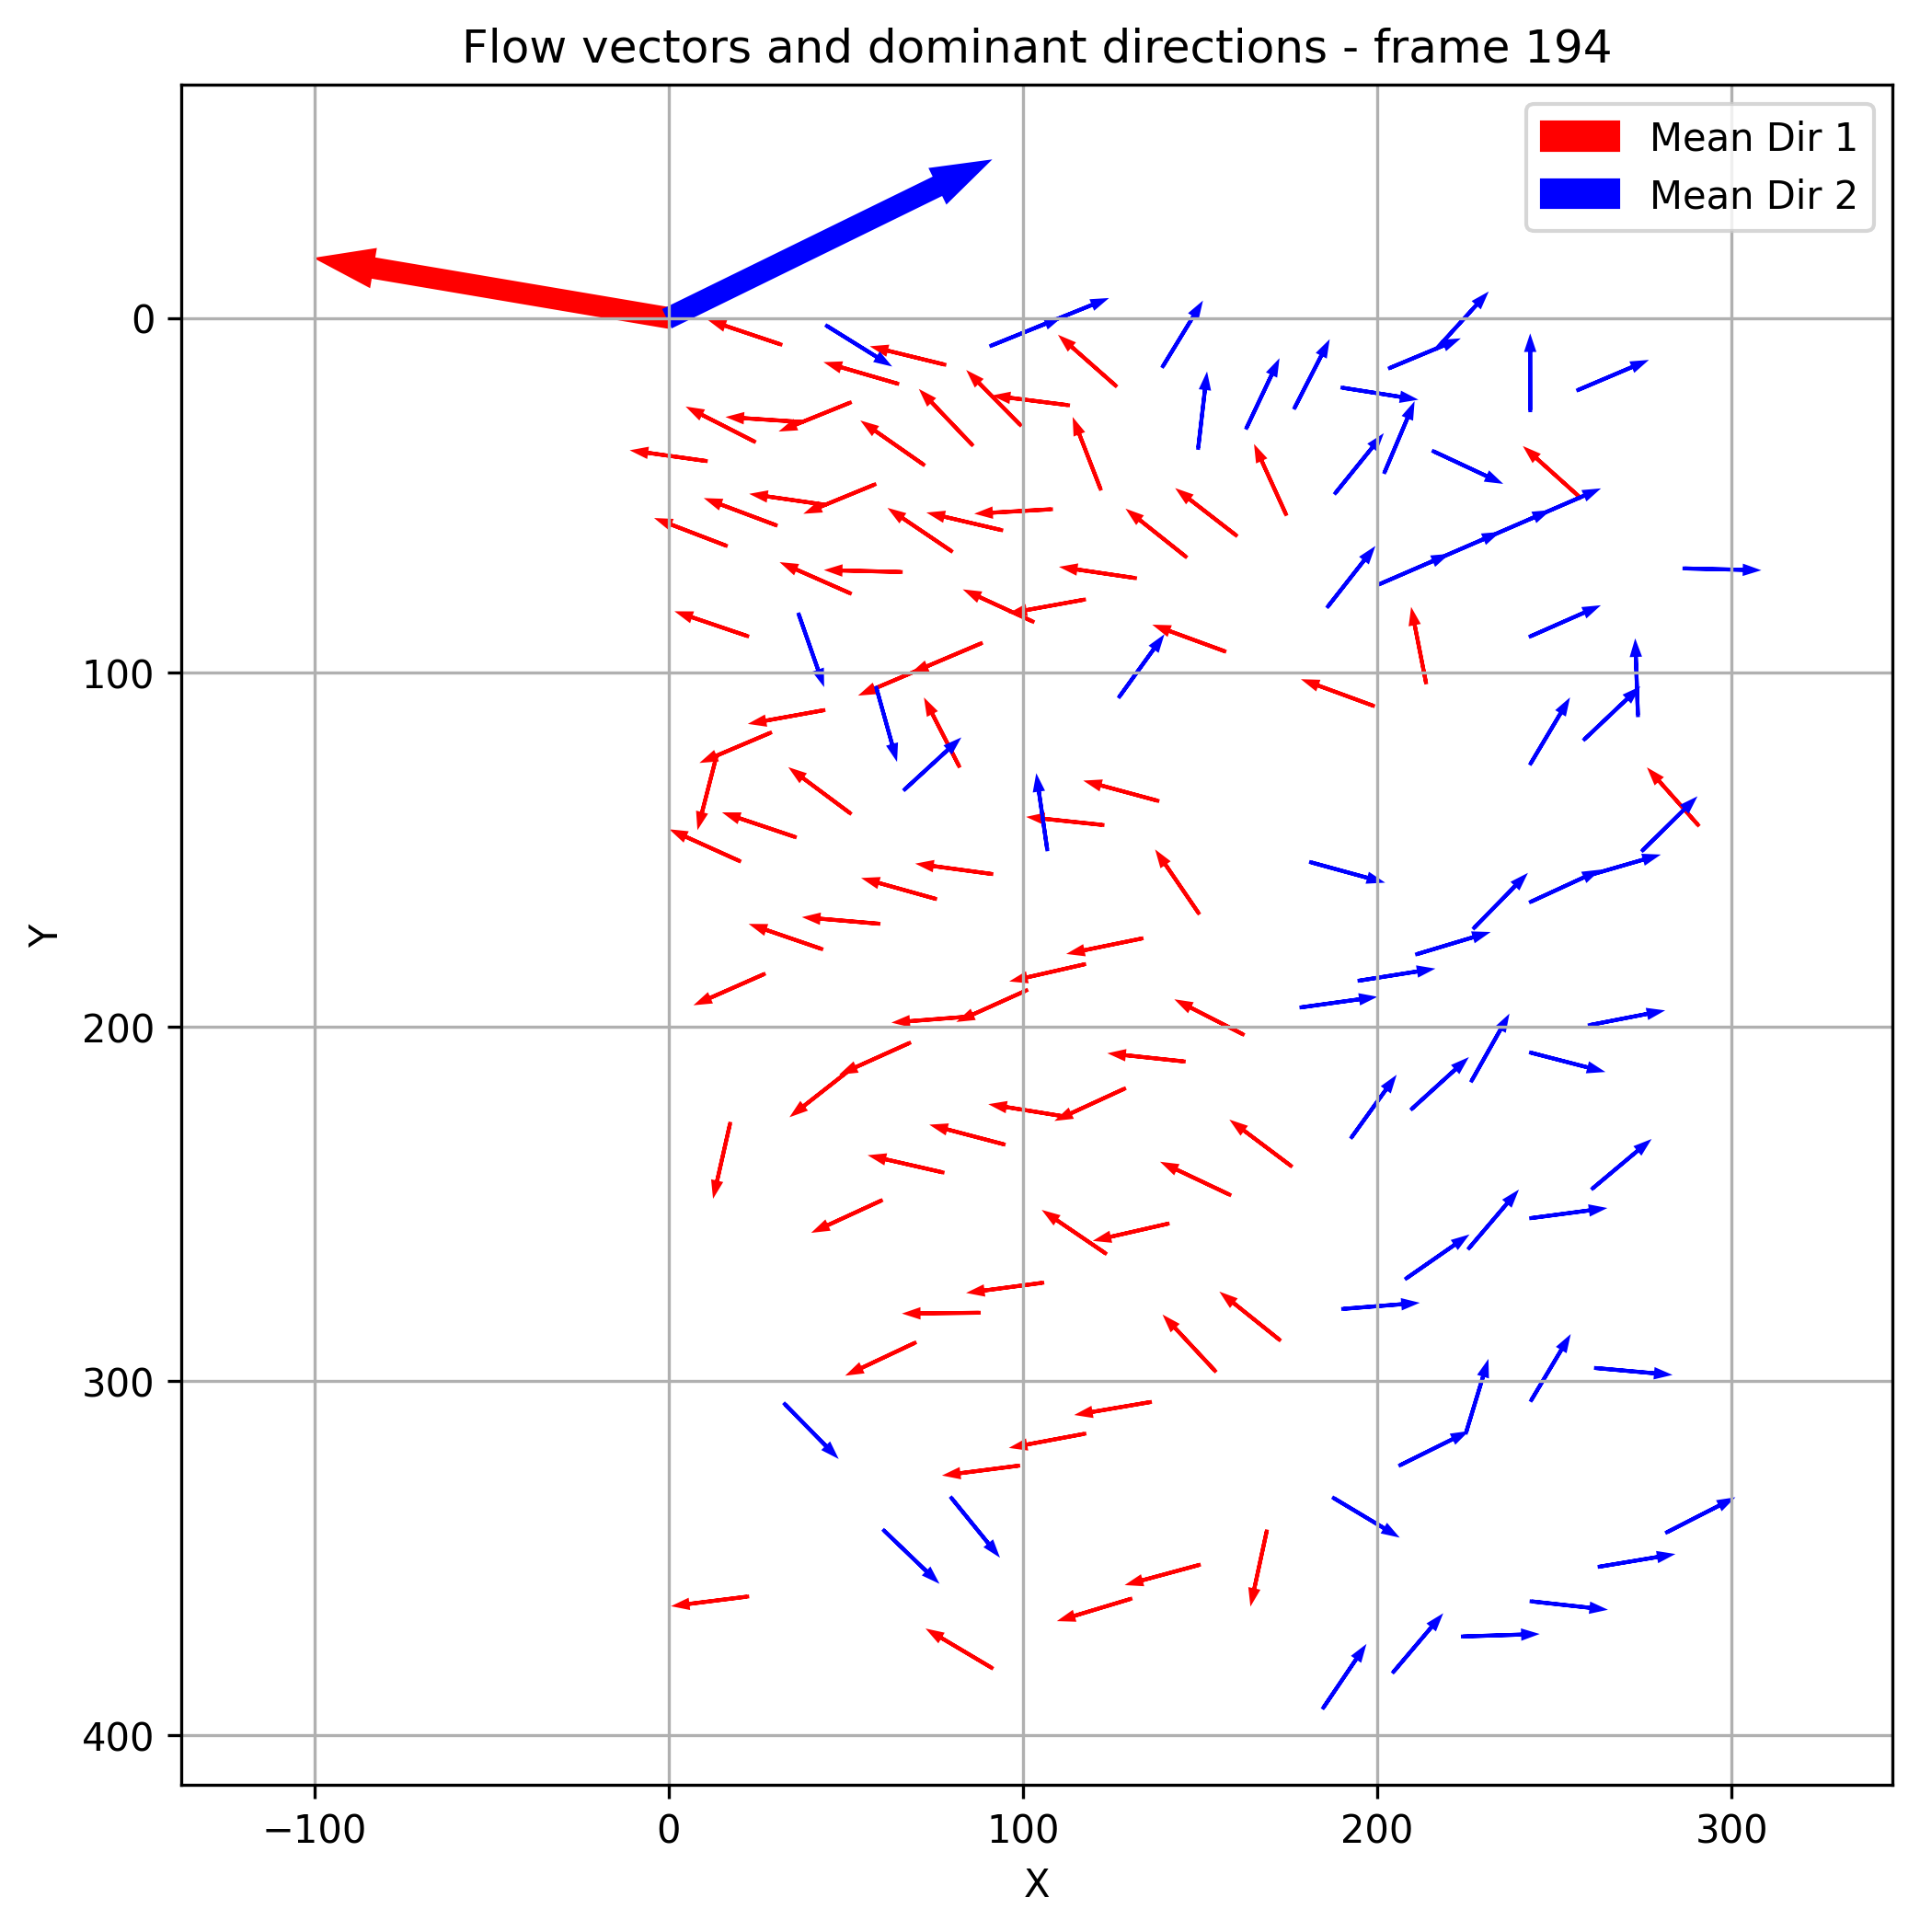 Flow vectors and dominant directions - frame 194
Mean Dir 1
Mean Dir 2
0
100
200
300
400
Y
−100
0
100
200
300
X